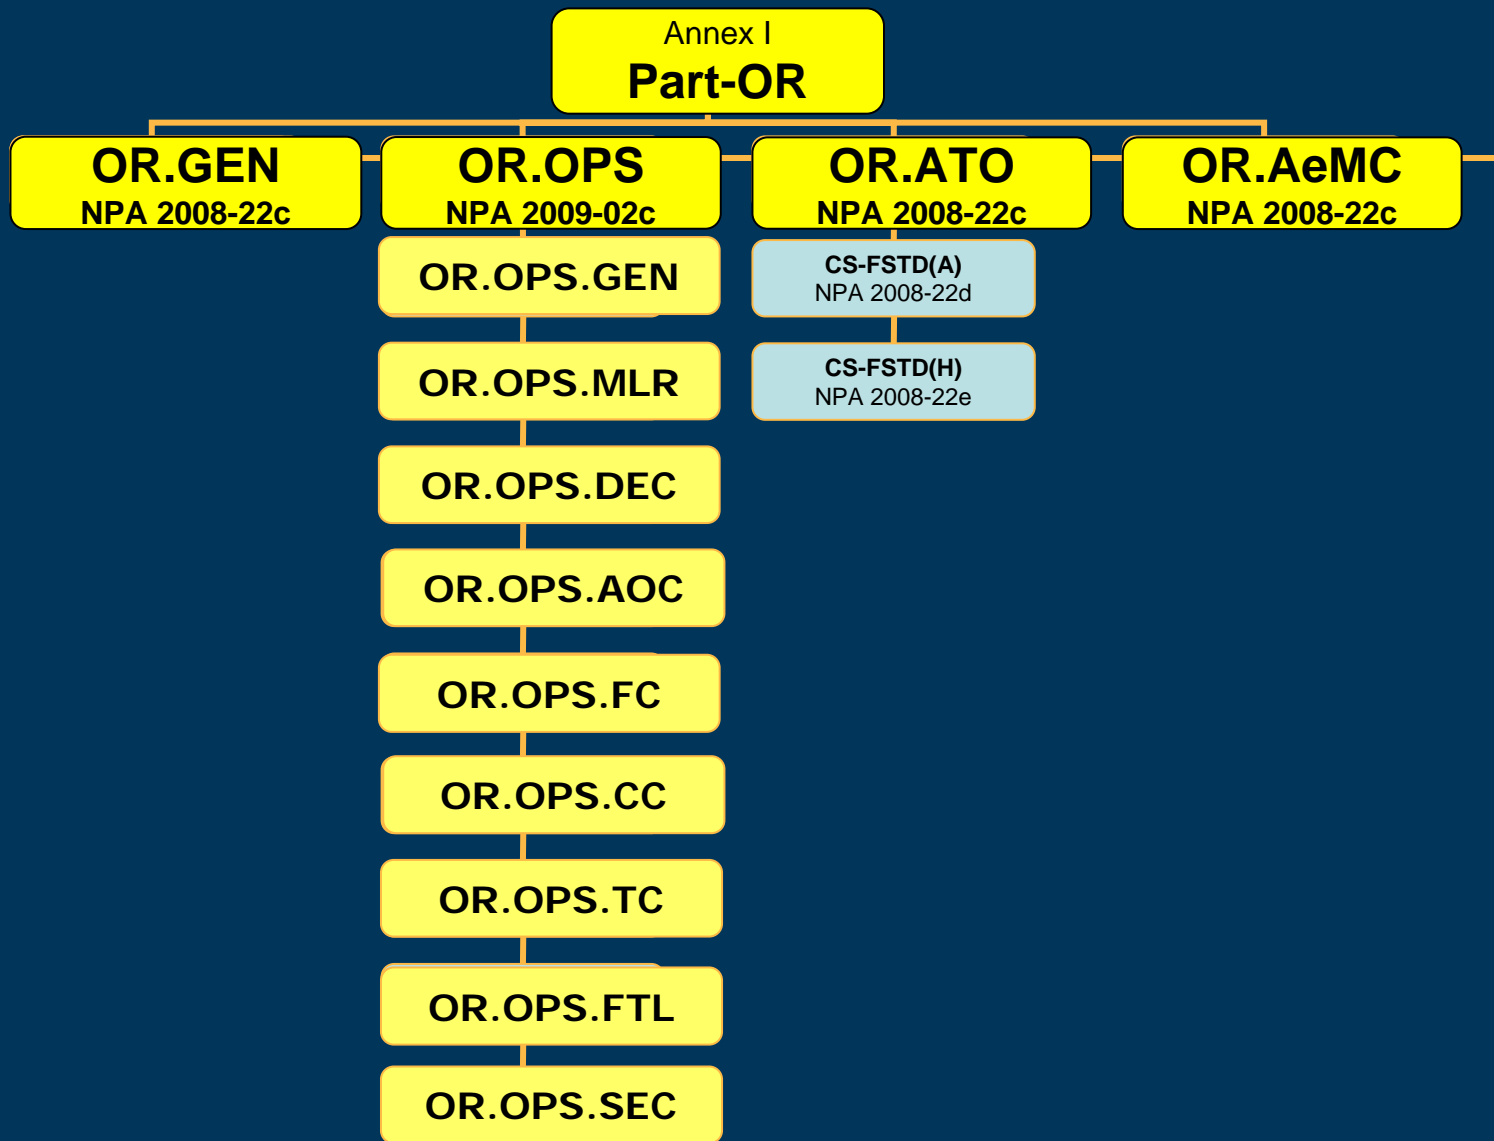 Annex I
Part-OR
OR.GEN
NPA 2008-22c
OR.OPS
NPA 2009-02c
OR.ATO
NPA 2008-22c
OR.AeMC
NPA 2008-22c
OR.OPS.GEN
OR.OPS.MLR
OR.OPS.DEC
OR.OPS.AOC
OR.OPS.FC
OR.OPS.CC
OR.OPS.TC
OR.OPS.FTL
OR.OPS.SEC
CS-FSTD(A)
NPA 2008-22d
CS-FSTD(H)
NPA 2008-22e